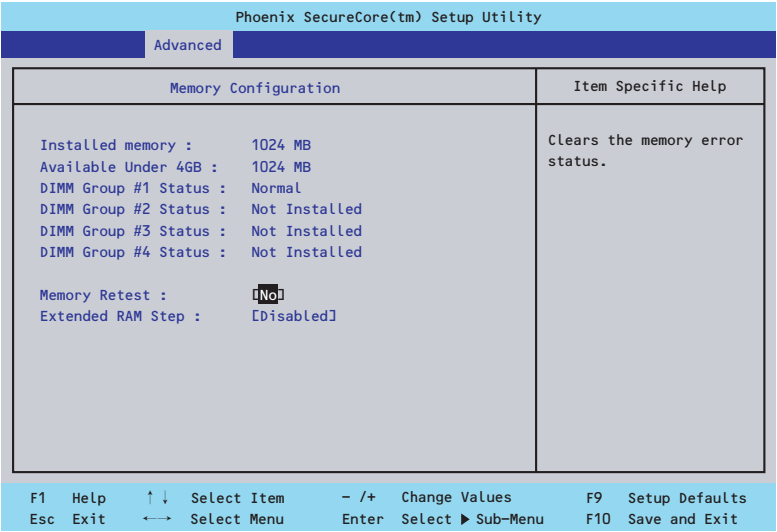 Phoenix SecureCore(tm) Setup Utility
Advanced
Memory Configuration
Item Specific Help
Installed memory : 1024 MB
Available Under 4GB : 1024 MB
DIMM Group #1 Status : Normal
DIMM Group #2 Status : Not Installed
DIMM Group #3 Status : Not Installed
DIMM Group #4 Status : Not Installed
Memory Retest : [No]
Extended RAM Step : [Disabled]
Clears the memory error
status.
F1 Help ↑↓ Select Item - /+ Change Values F9 Setup Defaults
Esc Exit ←→ Select Menu Enter Select ▶ Sub-Menu F10 Save and Exit